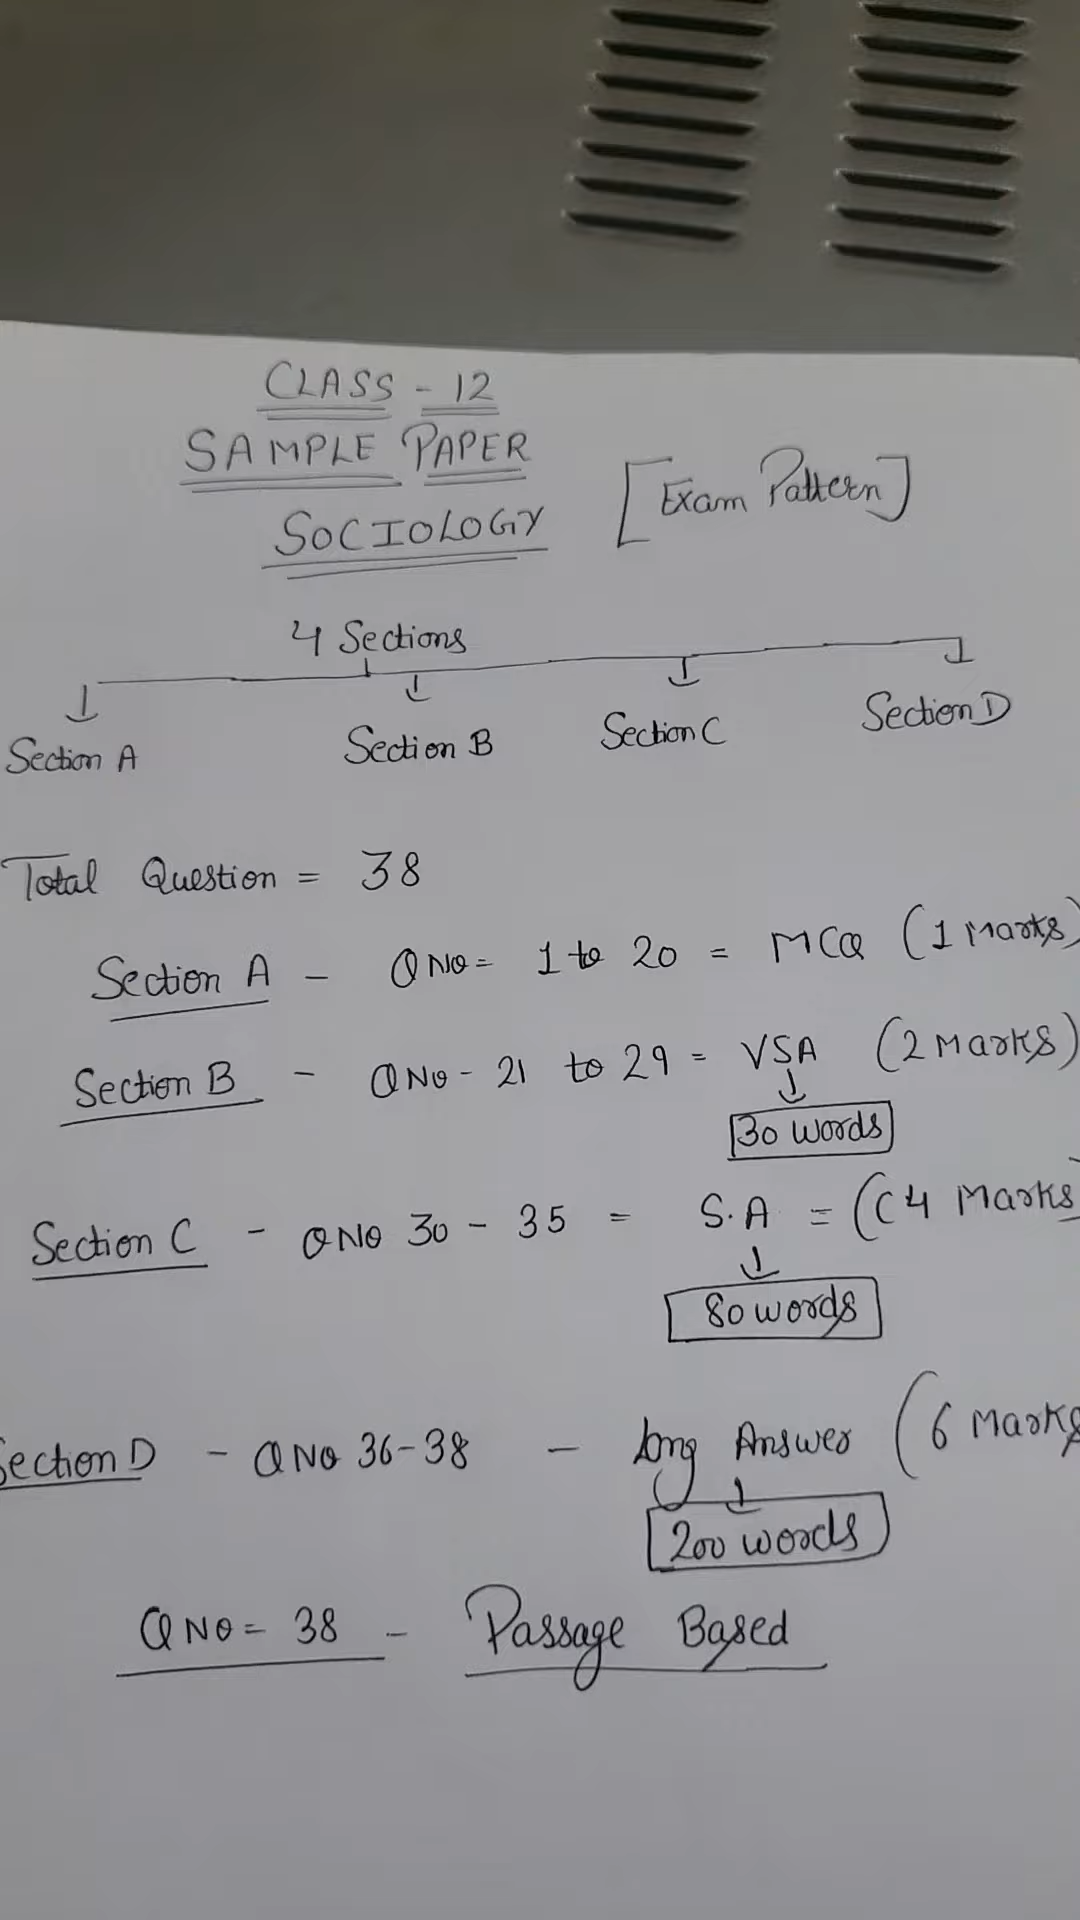 CLASS - 12
SAMPLE PAPER
SOCIOLOGY [Exam Pattern]
4 Sections
Section A Section B Section C Section D
Total Question = 38
Section A - Q No = 1 to 20 = MCQ (1 Marks)
Section B - Q No - 21 to 29 = VSA (2 Marks)
30 words
Section C - Q No 30 - 35 = S.A = ((4 Marks)
80 words
Section D - Q No 36-38 - long Answer (6 Marks
200 words
Q No = 38 - Passage Based